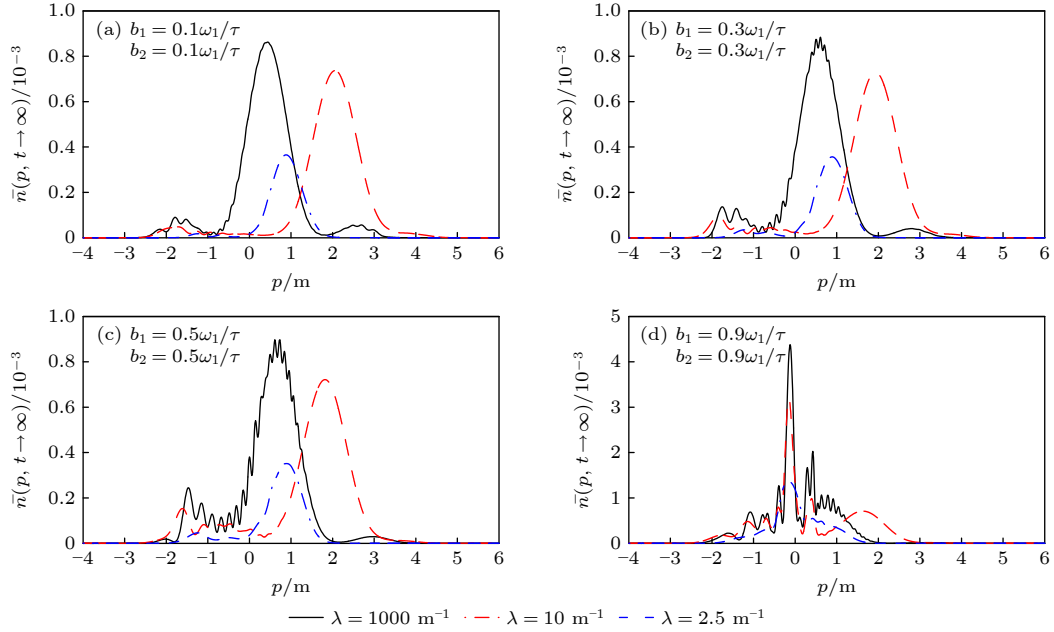 (a) b₁ = 0.1ω₁/τ
b₂ = 0.1ω₁/τ
1.0
0.8
0.6
0.4
0.2
0
n̄(p, t→∞)/10⁻³
−4 −3 −2 −1 0 1 2 3 4 5 6
p/m
(b) b₁ = 0.3ω₁/τ
b₂ = 0.3ω₁/τ
1.0
0.8
0.6
0.4
0.2
0
n̄(p, t→∞)/10⁻³
−4 −3 −2 −1 0 1 2 3 4 5 6
p/m
(c) b₁ = 0.5ω₁/τ
b₂ = 0.5ω₁/τ
1.0
0.8
0.6
0.4
0.2
0
n̄(p, t→∞)/10⁻³
−4 −3 −2 −1 0 1 2 3 4 5 6
p/m
(d) b₁ = 0.9ω₁/τ
b₂ = 0.9ω₁/τ
5
4
3
2
1
0
n̄(p, t→∞)/10⁻³
−4 −3 −2 −1 0 1 2 3 4 5 6
p/m
λ = 1000 m⁻¹ λ = 10 m⁻¹ λ = 2.5 m⁻¹